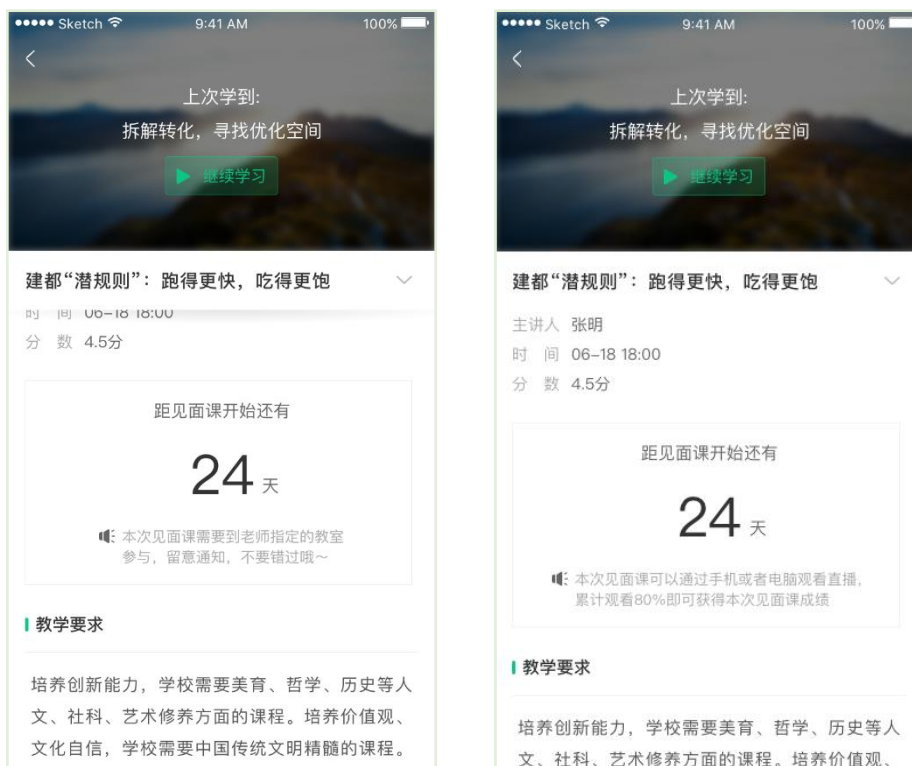 Sketch 9:41 AM 100%
上次学到:
拆解转化，寻找优化空间
继续学习
建都“潜规则”：跑得更快，吃得更饱
时 间 06-18 18:00
分 数 4.5分
距见面课开始还有
24 天
本次见面课需要到老师指定的教室
参与，留意通知，不要错过哦～
教学要求
培养创新能力，学校需要美育、哲学、历史等人
文、社科、艺术修养方面的课程。培养价值观、
文化自信，学校需要中国传统文明精髓的课程。
Sketch 9:41 AM 100%
上次学到:
拆解转化，寻找优化空间
继续学习
建都“潜规则”：跑得更快，吃得更饱
主讲人 张明
时 间 06-18 18:00
分 数 4.5分
距见面课开始还有
24 天
本次见面课可以通过手机或者电脑观看直播，
累计观看80%即可获得本次见面课成绩
教学要求
培养创新能力，学校需要美育、哲学、历史等人
文、社科、艺术修养方面的课程。培养价值观、